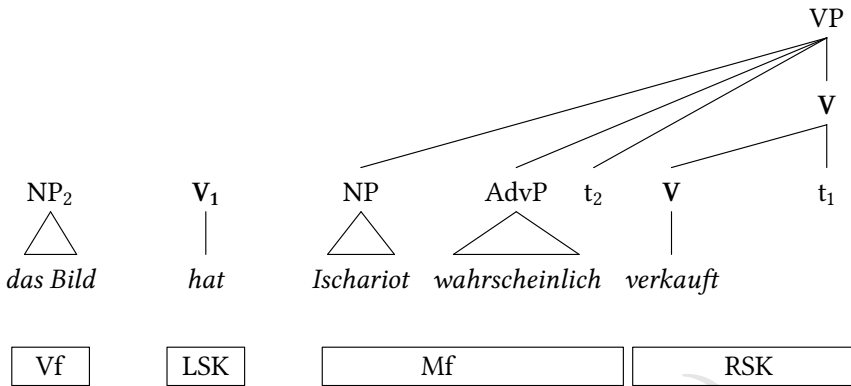 VP
V
NP₂ V₁ NP AdvP t₂ V t₁
das Bild hat Ischariot wahrscheinlich verkauft
Vf LSK Mf RSK